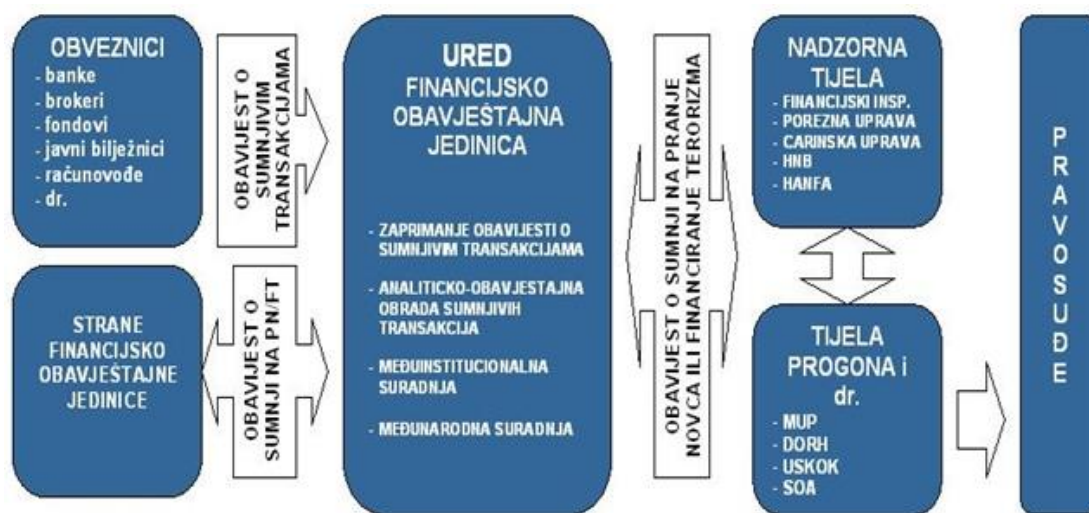 OBVEZNICI
- banke
- brokeri
- fondovi
- javni bilježnici
- računovođe
- dr.
OBAVIJEST O
SUMNJIVIM
TRANSAKCIJAMA
STRANE
FINANCIJSKO
OBAVJEŠTAJNE
JEDINICE
OBAVIJEST O
SUMNJI NA PN/FT
URED
FINANCIJSKO
OBAVJEŠTAJNA
JEDINICA
- ZAPRIMANJE OBAVIJESTI O
SUMNJIVIM TRANSAKCIJAMA
- ANALITICKO-OBAVJESTAJNA
OBRADA SUMNJIVIH
TRANSAKCIJA
- MEĐUINSTITUCIONALNA
SURADNJA
- MEĐUNARODNA SURADNJA
OBAVIJEST O SUMNJI NA PRANJE
NOVCA ILI FINANCIRANJE TERORIZMA
NADZORNA
TIJELA
- FINANCIJSKI INSP.
- POREZNA UPRAVA
- CARINSKA UPRAVA
- HNB
- HANFA
TIJELA
PROGONA i
dr.
- MUP
- DORH
- USKOK
- SOA
PRAVOSUĐE